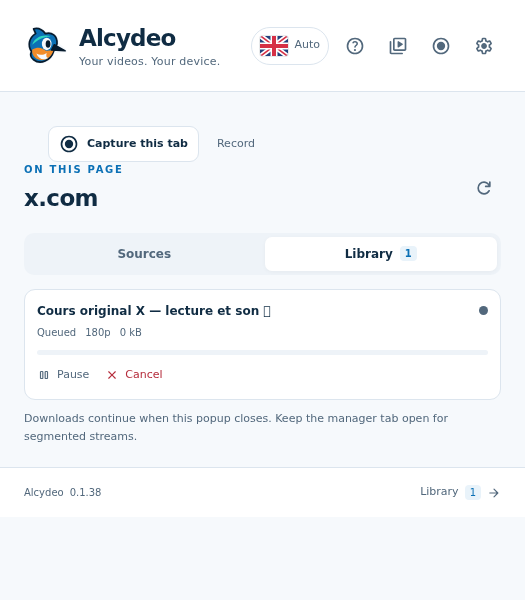 Alcydeo
Your videos. Your device.
Auto
Capture this tab
Record
ON THIS PAGE
x.com
Sources
Library 1
Cours original X — lecture et son
Queued 180p 0 kB
Pause
Cancel
Downloads continue when this popup closes. Keep the manager tab open for
segmented streams.
Alcydeo 0.1.38
Library 1